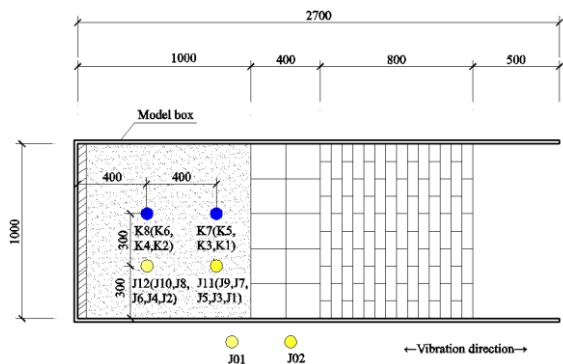 2700
1000 400 800 500
Model box
400 400
1000
300
K8(K6, K7(K5,
K4,K2) K3,K1)
300
J12(J10,J8, J11(J9,J7,
J6,J4,J2) J5,J3,J1)
J01 J02 ←Vibration direction→